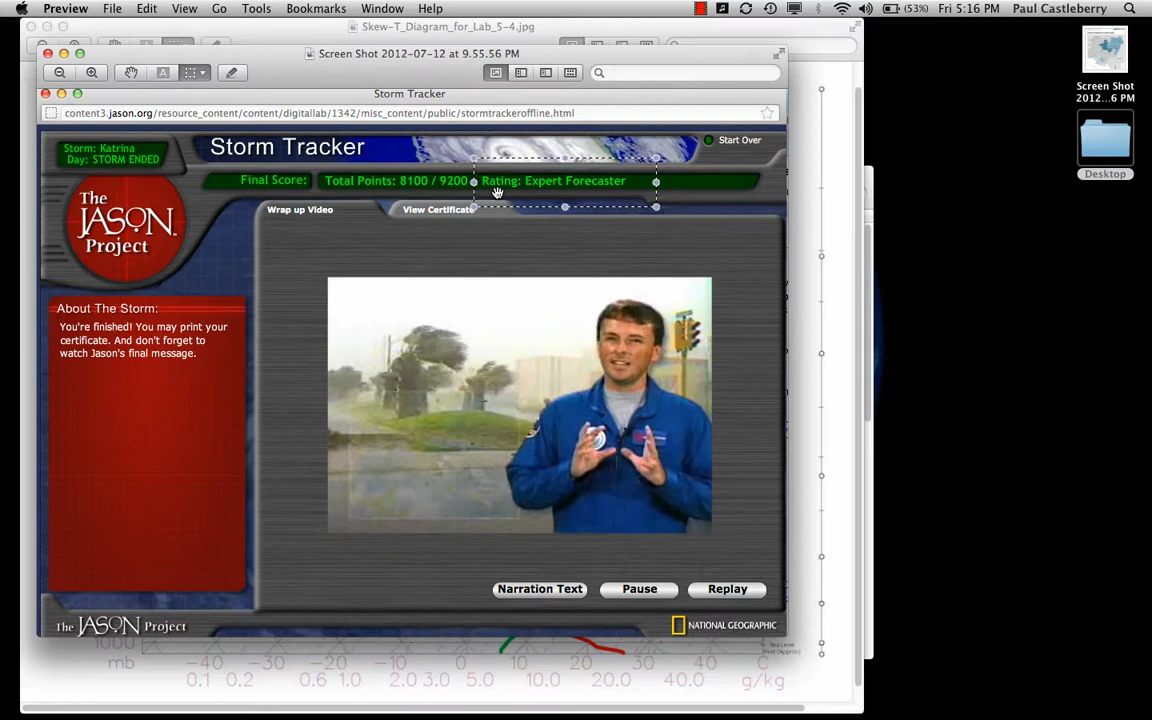 Preview File Edit View Go Tools Bookmarks Window Help (53%) Fri 5:16 PM Paul Castleberry
Skew-T_Diagram_for_Lab_5-4.jpg
Screen Shot 2012-07-12 at 9.55.56 PM
Storm Tracker
content3.jason.org/resource_content/content/digitallab/1342/misc_content/public/stormtrackeroffline.html
Storm: Katrina
Day: STORM ENDED
Storm Tracker
Start Over
Final Score:
Total Points: 8100 / 9200
Rating: Expert Forecaster
The
JASON
Project
Wrap up Video
View Certificate
About The Storm:
You're finished! You may print your
certificate. And don't forget to
watch Jason's final message.
Narration Text
Pause
Replay
The JASON Project
NATIONAL GEOGRAPHIC
1000
mb
-40 -30 -20 -10 0 10 20 30 C
0.1 0.2 0.6 1.0 2.0 3.0 5.0 10.0 20.0 40.0 g/kg
Screen Shot
2012...6 PM
Desktop